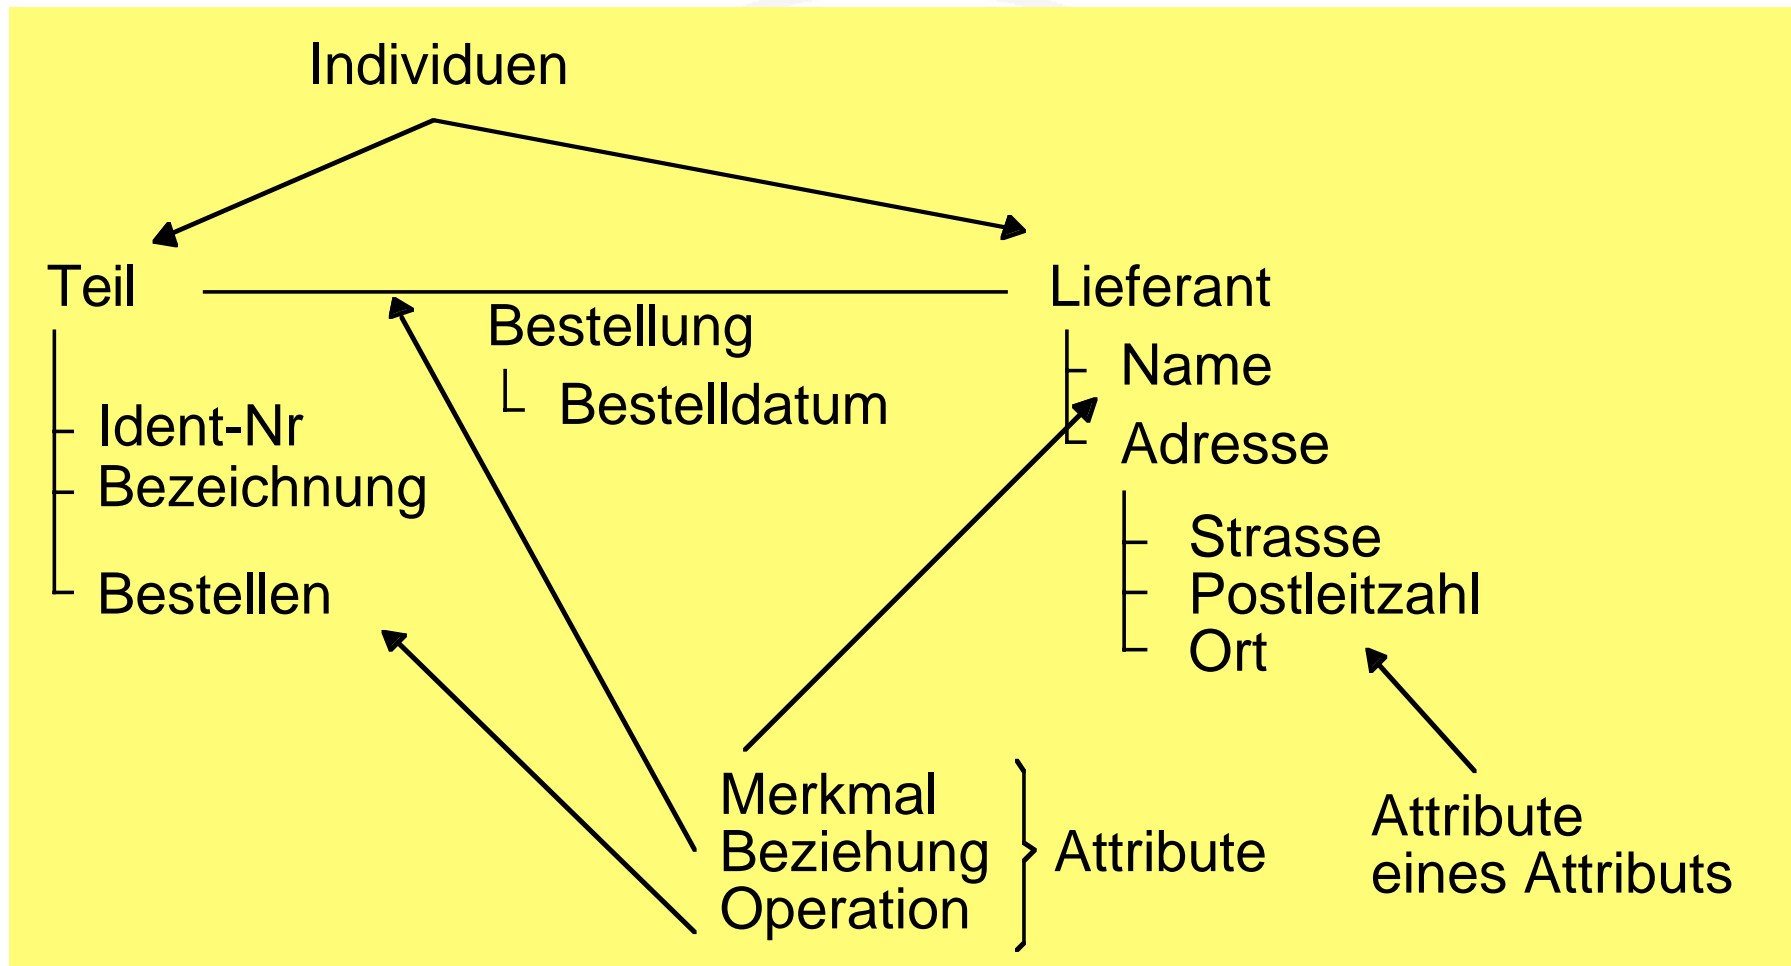 Individuen
Teil
Lieferant
Bestellung
Bestelldatum
Ident-Nr
Bezeichnung
Bestellen
Name
Adresse
Strasse
Postleitzahl
Ort
Merkmal
Beziehung
Operation
Attribute
Attribute
eines Attributs